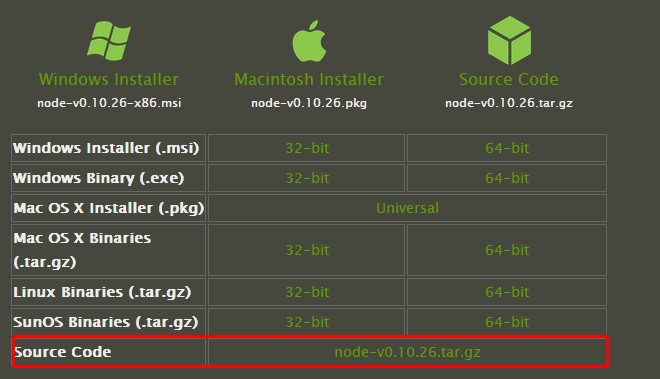 Windows Installer
Macintosh Installer
Source Code
node-v0.10.26-x86.msi
node-v0.10.26.pkg
node-v0.10.26.tar.gz
Windows Installer (.msi) 32-bit 64-bit
Windows Binary (.exe) 32-bit 64-bit
Mac OS X Installer (.pkg) Universal
Mac OS X Binaries
(.tar.gz) 32-bit 64-bit
Linux Binaries (.tar.gz) 32-bit 64-bit
SunOS Binaries (.tar.gz) 32-bit 64-bit
Source Code node-v0.10.26.tar.gz